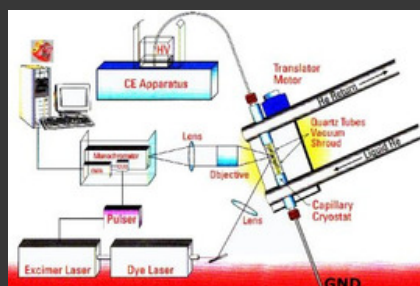 HV
CE Apparatus
Translator
Motor
He Return
Quartz Tubes
Vacuum
Shroud
Liquid He
Lens
Monochrometer
Objective
Capillary
Cryostat
Pulser
Lens
Excimer Laser
Dye Laser
GND